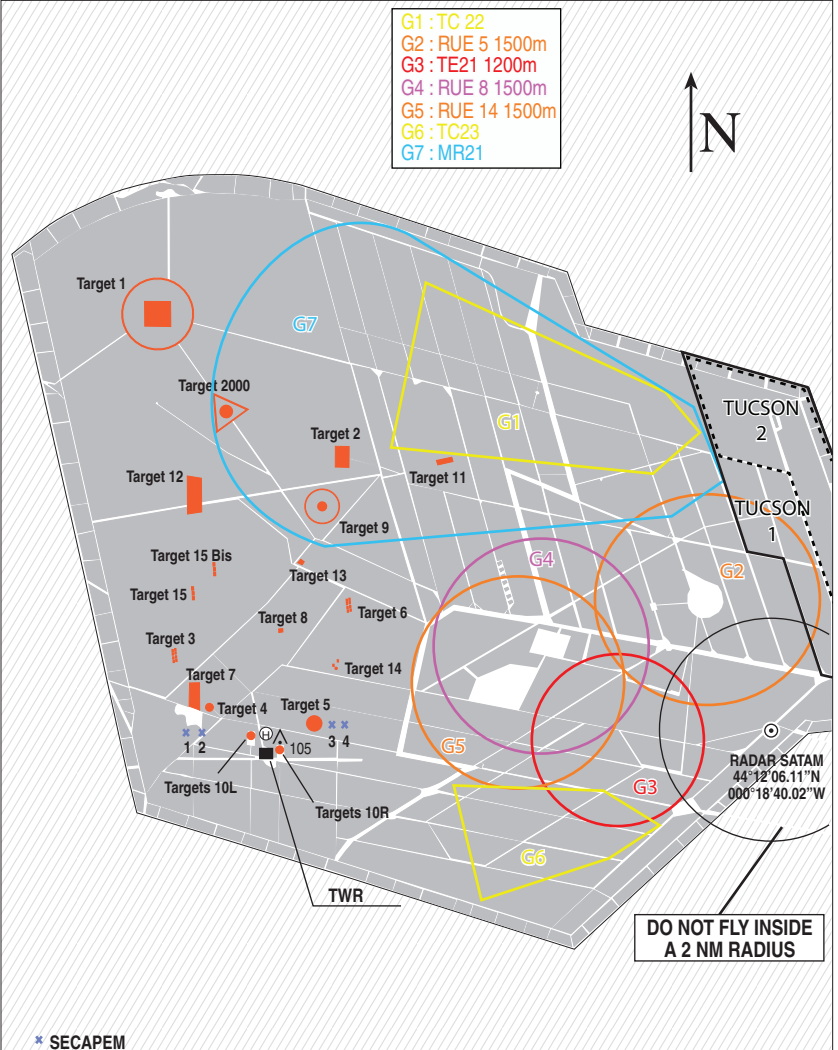 G1 : TC 22
G2 : RUE 5 1500m
G3 : TE21 1200m
G4 : RUE 8 1500m
G5 : RUE 14 1500m
G6 : TC23
G7 : MR21
N
Target 1
G7
Target 2000
TUCSON
2
G1
Target 2
Target 11
Target 12
Target 9
TUCSON
1
Target 15 Bis
G4
G2
Target 13
Target 15
Target 6
Target 8
Target 3
Target 14
Target 7
Target 4
Target 5
H
1 2
3 4
105
G5
RADAR SATAM
44°12'06.11"N
000°18'40.02"W
Targets 10L
G3
Targets 10R
G6
TWR
DO NOT FLY INSIDE
A 2 NM RADIUS
× SECAPEM